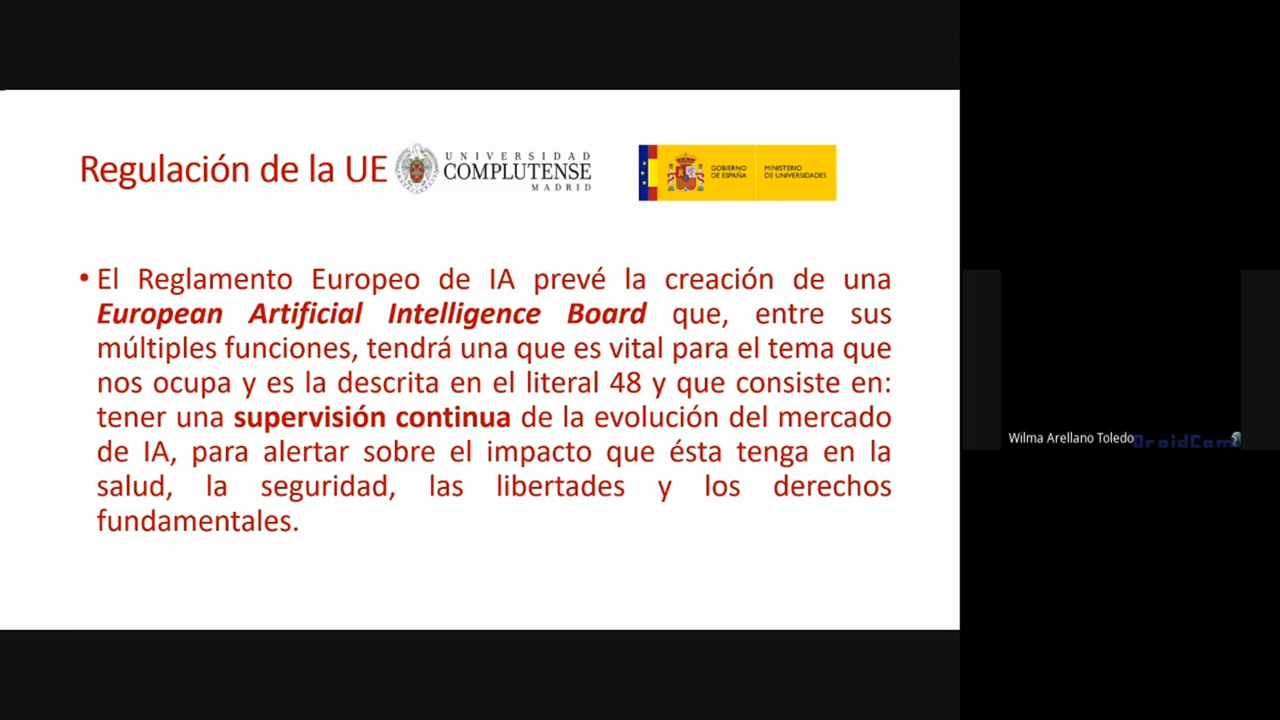 Regulación de la UE
UNIVERSIDAD
COMPLUTENSE
MADRID
GOBIERNO
DE ESPAÑA
MINISTERIO
DE UNIVERSIDADES
• El Reglamento Europeo de IA prevé la creación de una
European Artificial Intelligence Board que, entre sus
múltiples funciones, tendrá una que es vital para el tema que
nos ocupa y es la descrita en el literal 48 y que consiste en:
tener una supervisión continua de la evolución del mercado
de IA, para alertar sobre el impacto que ésta tenga en la
salud, la seguridad, las libertades y los derechos
fundamentales.
Wilma Arellano Toledo
DroidCam